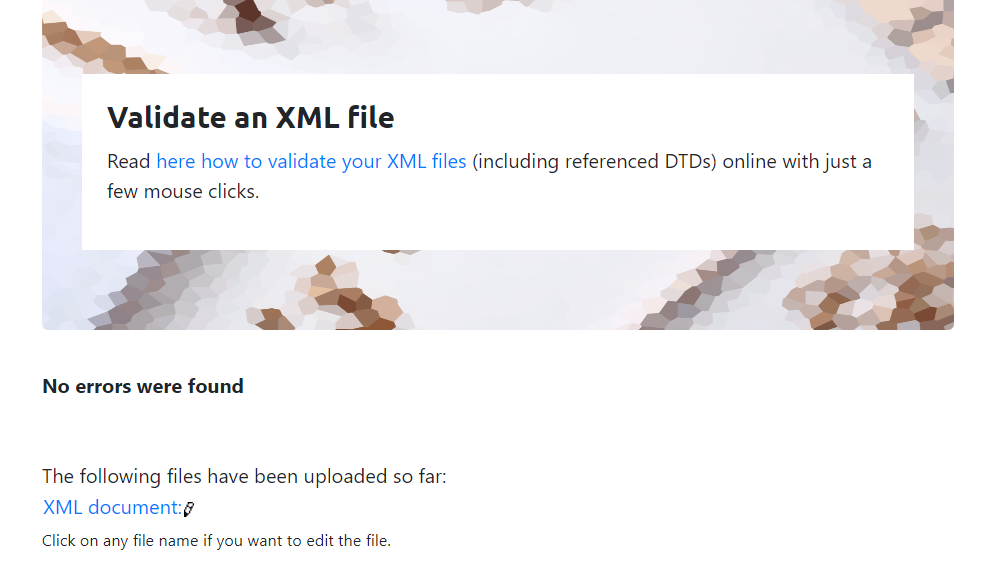 Validate an XML file
Read here how to validate your XML files (including referenced DTDs) online with just a
few mouse clicks.
No errors were found
The following files have been uploaded so far:
XML document:
Click on any file name if you want to edit the file.